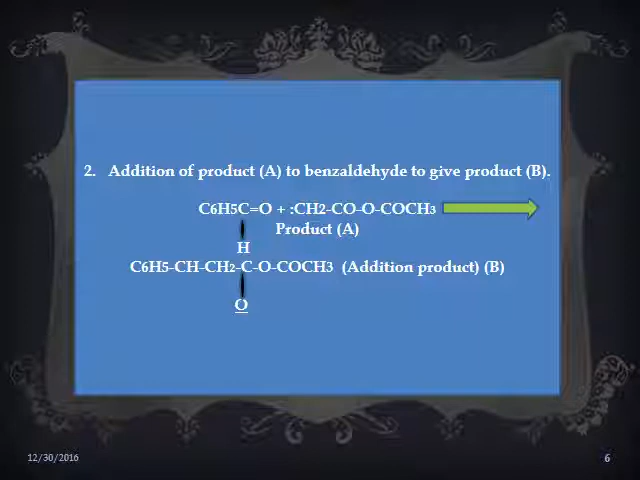 2. Addition of product (A) to benzaldehyde to give product (B).
C6H5C=O + :CH2-CO-O-COCH3
Product (A)
H
C6H5-CH-CH2-C-O-COCH3 (Addition product) (B)
O
12/30/2016
6